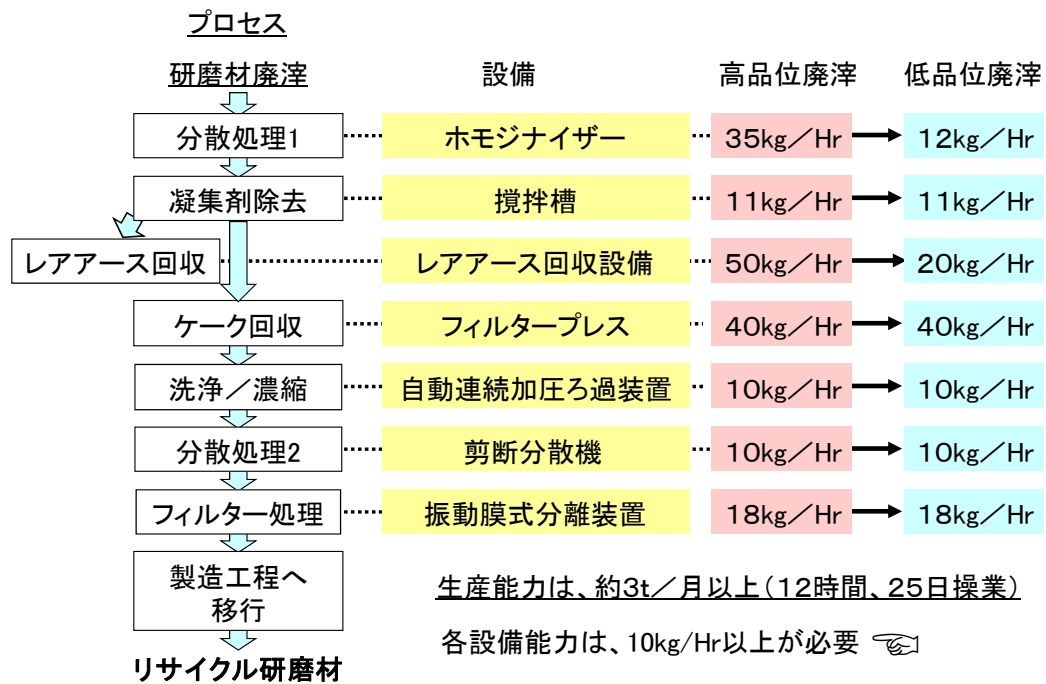 プロセス
研磨材廃滓 設備 高品位廃滓 低品位廃滓
分散処理1 ホモジナイザー 35kg／Hr 12kg／Hr
凝集剤除去 撹拌槽 11kg／Hr 11kg／Hr
レアアース回収 レアアース回収設備 50kg／Hr 20kg／Hr
ケーク回収 フィルタープレス 40kg／Hr 40kg／Hr
洗浄／濃縮 自動連続加圧ろ過装置 10kg／Hr 10kg／Hr
分散処理2 剪断分散機 10kg／Hr 10kg／Hr
フィルター処理 振動膜式分離装置 18kg／Hr 18kg／Hr
製造工程へ
移行
生産能力は、約3t／月以上（12時間、25日操業）
各設備能力は、10kg/Hr以上が必要
リサイクル研磨材